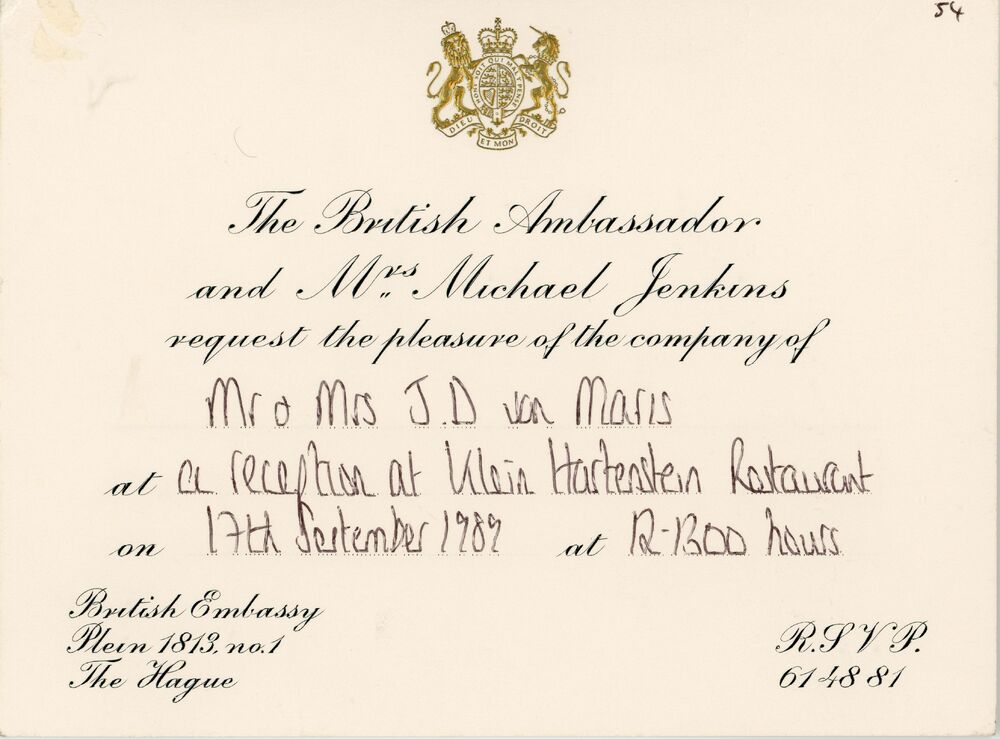 54
HONI SOIT QUI MAL Y PENSE
DIEU ET MON DROIT
The British Ambassador
and Mrs Michael Jenkins
request the pleasure of the company of
Mr & Mrs J.D van Maris
at a reception at Klein Hartenstein Restaurant
on 17th September 1989 at 12-1300 hours
British Embassy
Plein 1813, no.1
The Hague
R.S.V.P.
61 48 81